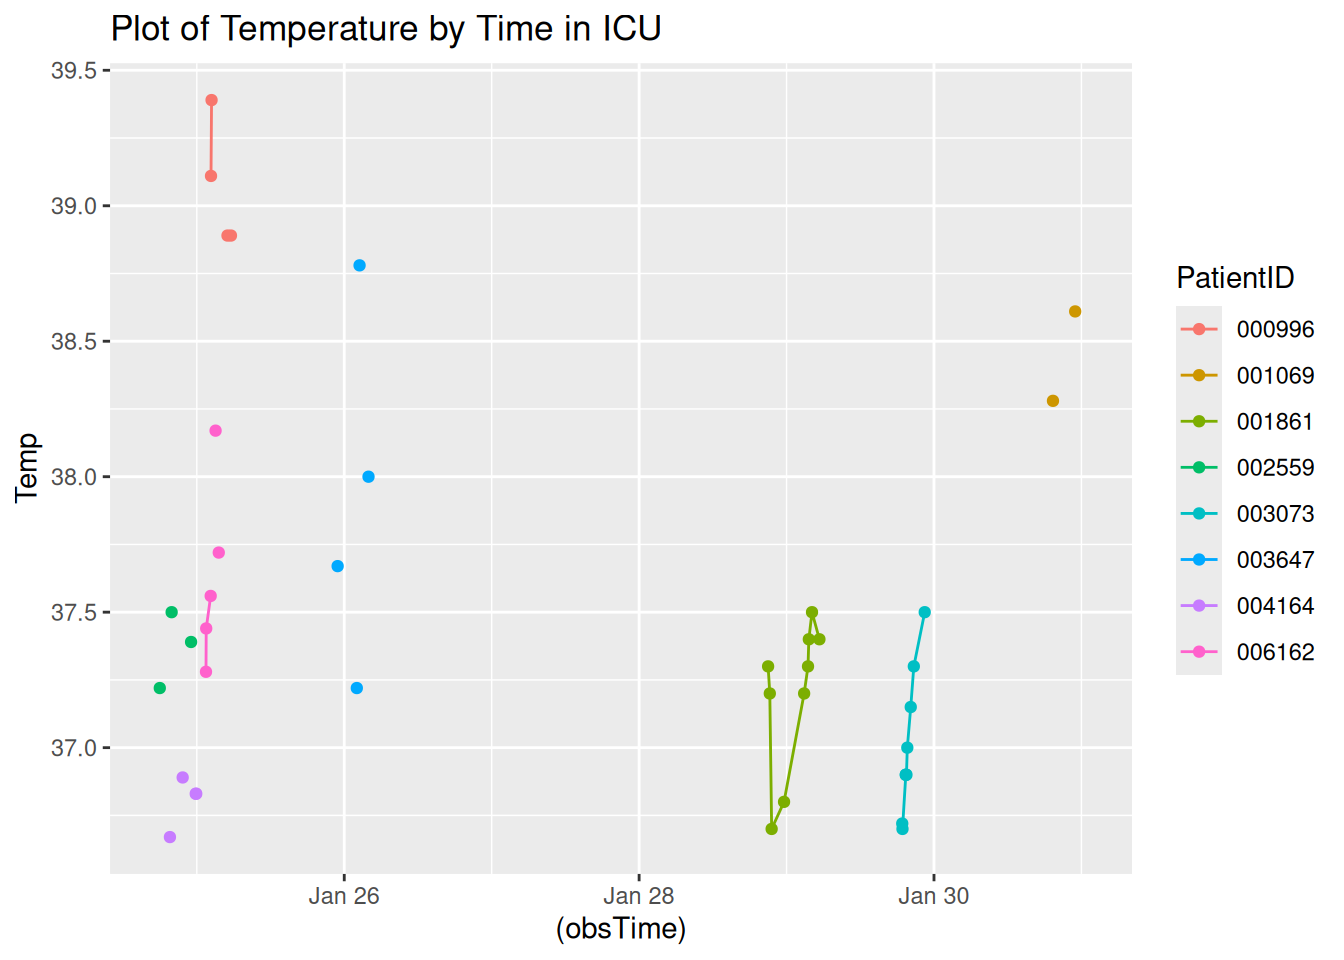 Plot of Temperature by Time in ICU
39.5
39.0
38.5
38.0
37.5
37.0
Temp
Jan 26
Jan 28
Jan 30
(obsTime)
PatientID
000996
001069
001861
002559
003073
003647
004164
006162